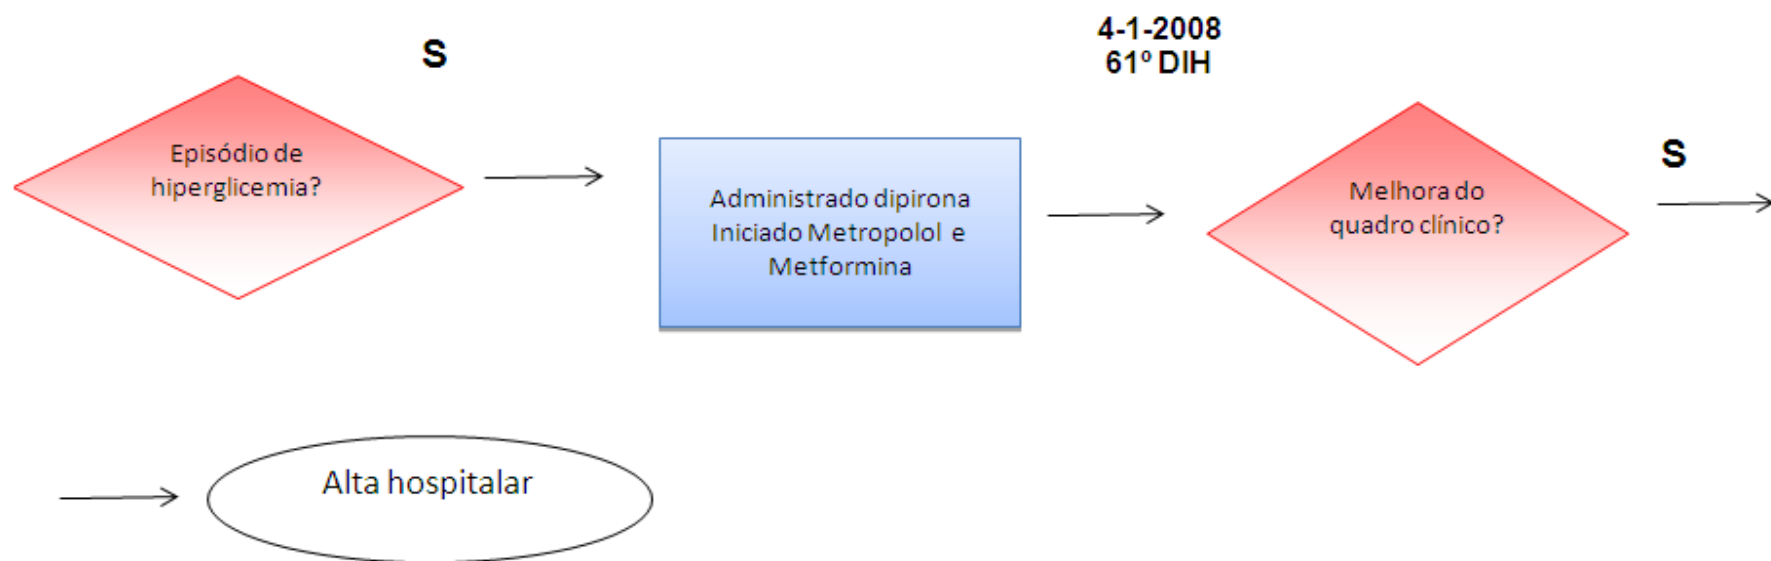 S
Episódio de
hiperglicemia?
Administrado dipirona
Iniciado Metropolol e
Metformina
4-1-2008
61º DIH
Melhora do
quadro clínico?
S
Alta hospitalar